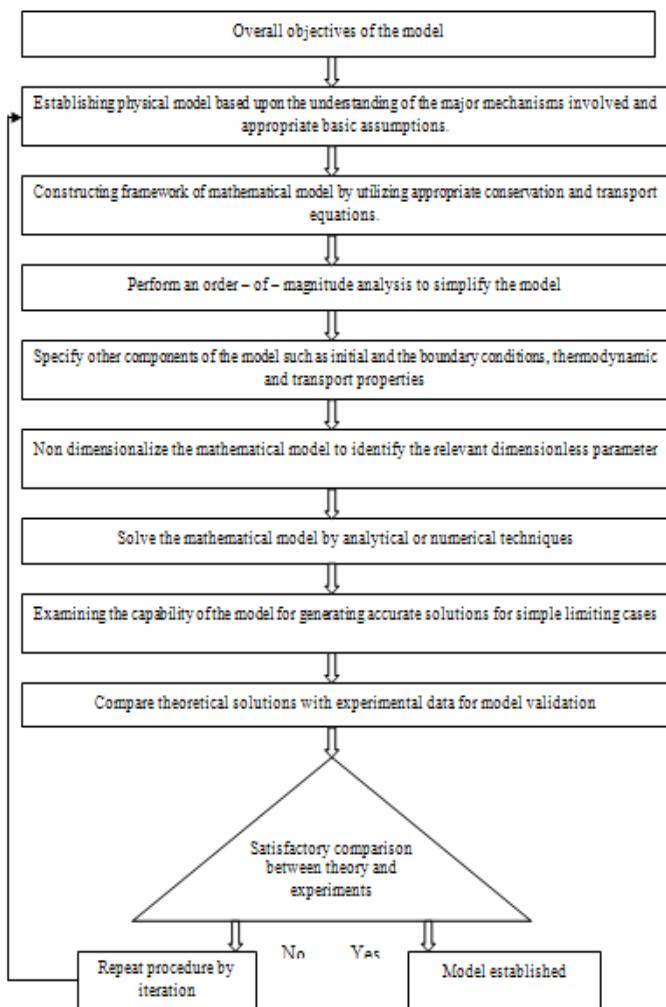 Overall objectives of the model
Establishing physical model based upon the understanding of the major mechanisms involved and
appropriate basic assumptions.
Constructing framework of mathematical model by utilizing appropriate conservation and transport
equations.
Perform an order – of – magnitude analysis to simplify the model
Specify other components of the model such as initial and the boundary conditions, thermodynamic
and transport properties
Non dimensionalize the mathematical model to identify the relevant dimensionless parameter
Solve the mathematical model by analytical or numerical techniques
Examining the capability of the model for generating accurate solutions for simple limiting cases
Compare theoretical solutions with experimental data for model validation
Satisfactory comparison
between theory and
experiments
No Yes
Repeat procedure by
iteration
Model established